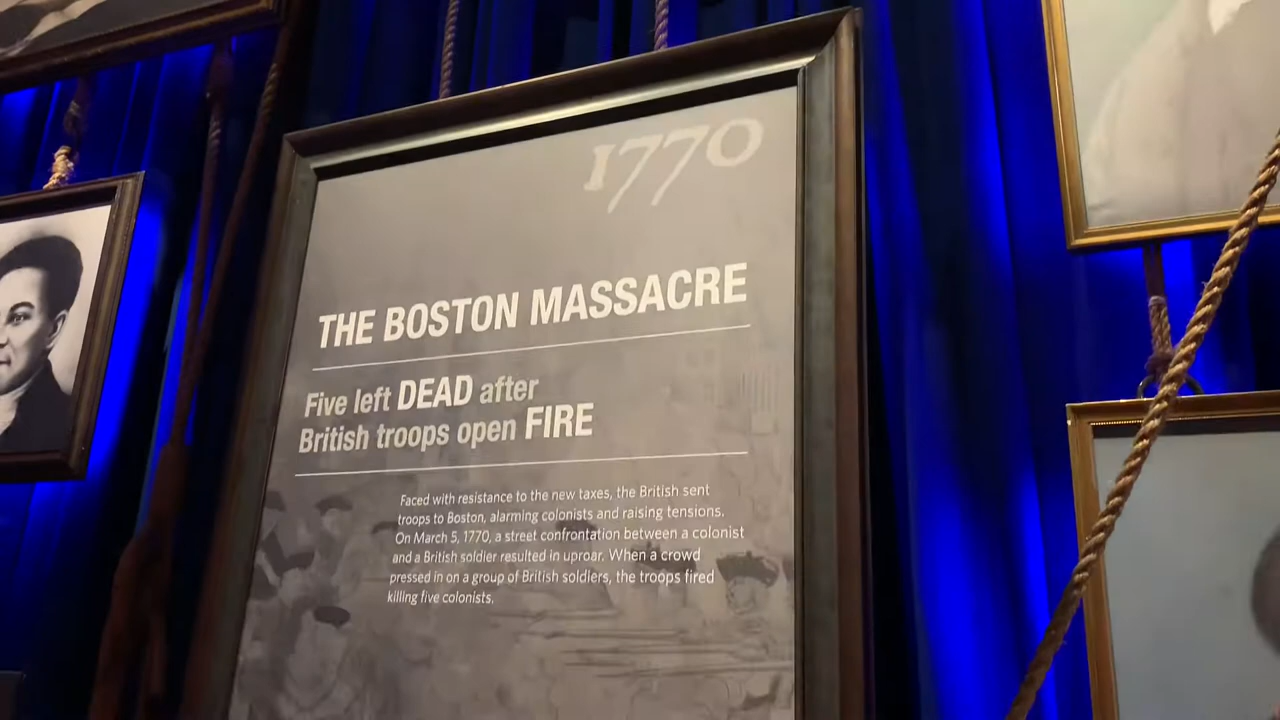 1770
THE BOSTON MASSACRE
Five left DEAD after
British troops open FIRE
Faced with resistance to the new taxes, the British sent
troops to Boston, alarming colonists and raising tensions.
On March 5, 1770, a street confrontation between a colonist
and a British soldier resulted in uproar. When a crowd
pressed in on a group of British soldiers, the troops fired
killing five colonists.